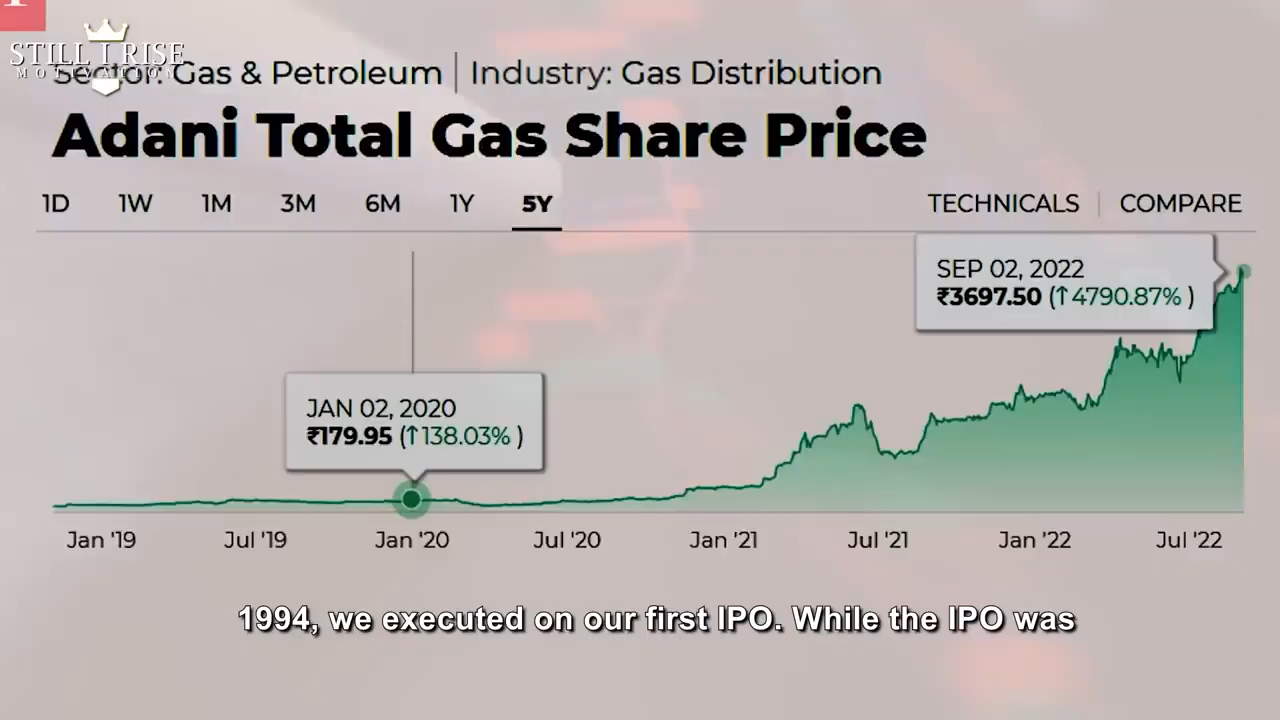 STILL I RISE
MOTIVATION
Sector: Gas & Petroleum | Industry: Gas Distribution
Adani Total Gas Share Price
1D 1W 1M 3M 6M 1Y 5Y TECHNICALS | COMPARE
SEP 02, 2022
₹3697.50 (↑4790.87% )
JAN 02, 2020
₹179.95 (↑138.03% )
Jan '19 Jul '19 Jan '20 Jul '20 Jan '21 Jul '21 Jan '22 Jul '22
1994, we executed on our first IPO. While the IPO was